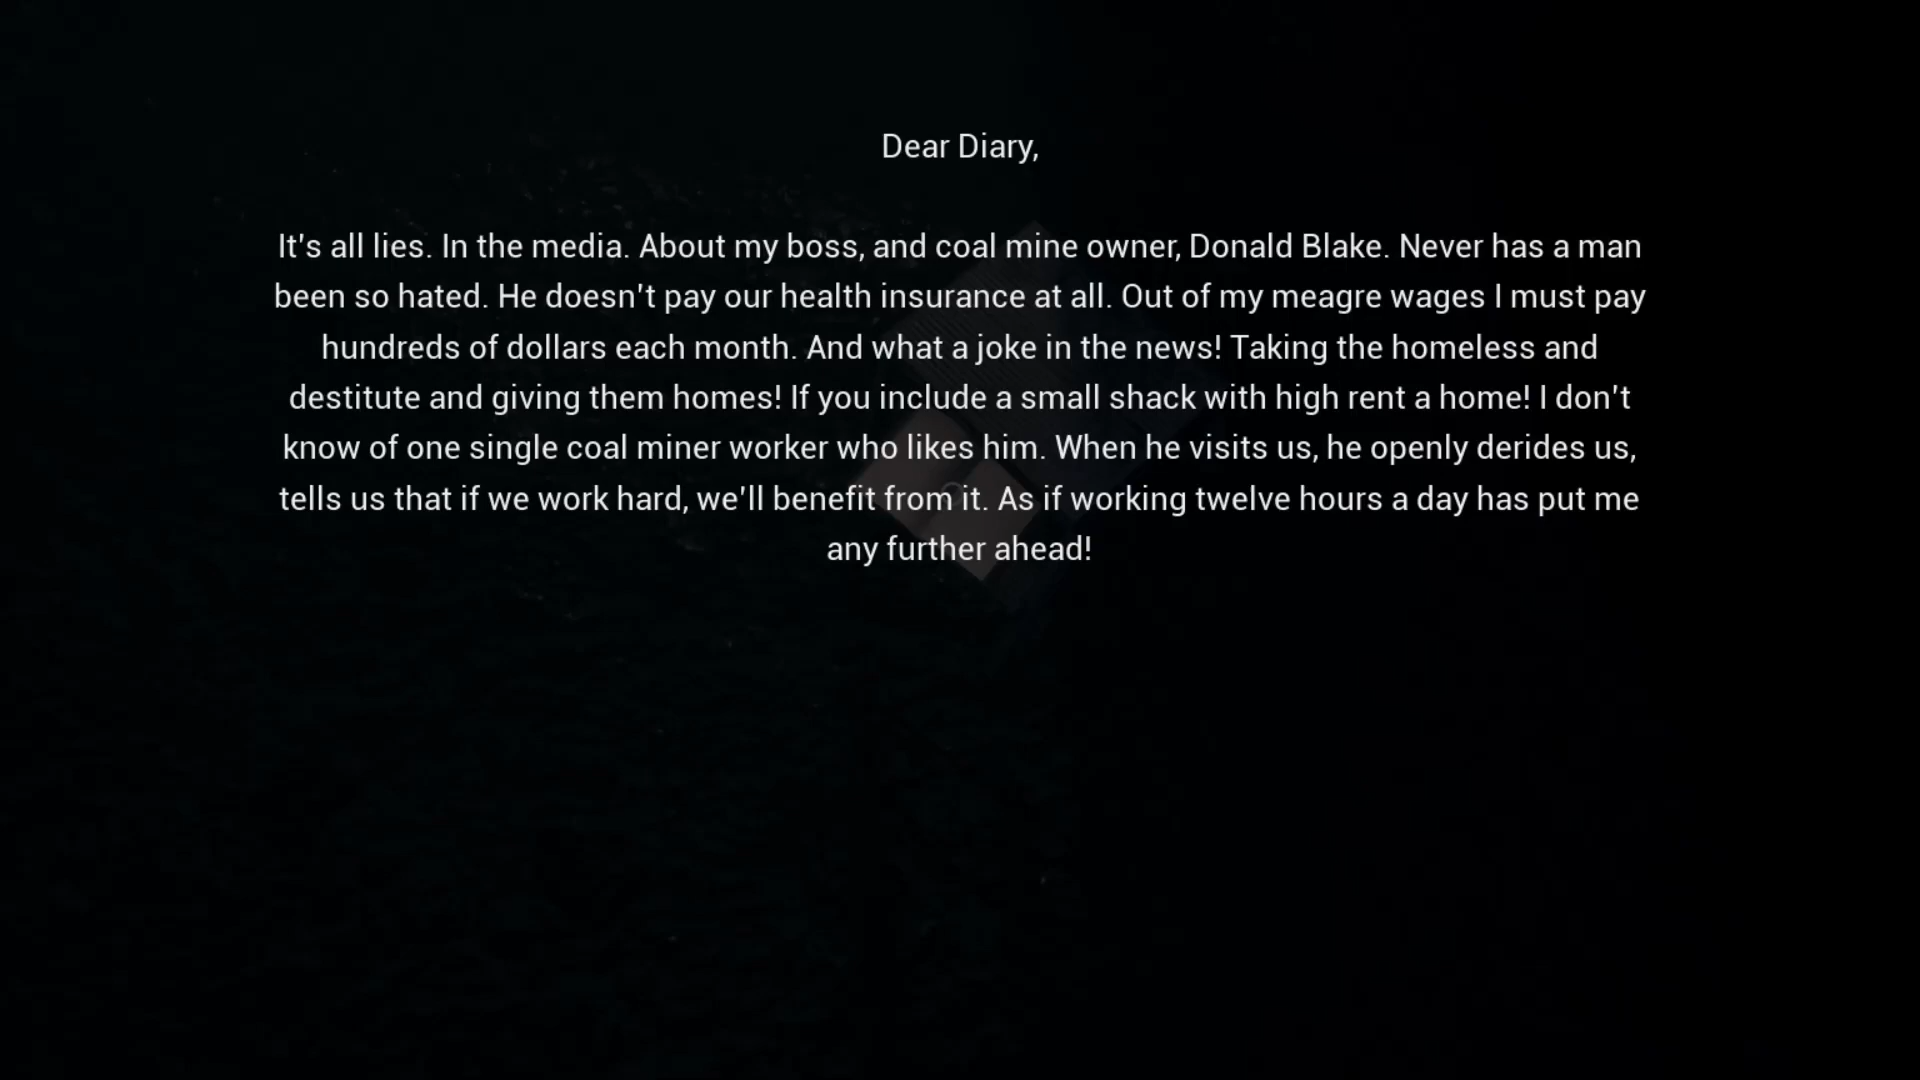 Dear Diary,
It's all lies. In the media. About my boss, and coal mine owner, Donald Blake. Never has a man
been so hated. He doesn't pay our health insurance at all. Out of my meagre wages I must pay
hundreds of dollars each month. And what a joke in the news! Taking the homeless and
destitute and giving them homes! If you include a small shack with high rent a home! I don't
know of one single coal miner worker who likes him. When he visits us, he openly derides us,
tells us that if we work hard, we'll benefit from it. As if working twelve hours a day has put me
any further ahead!